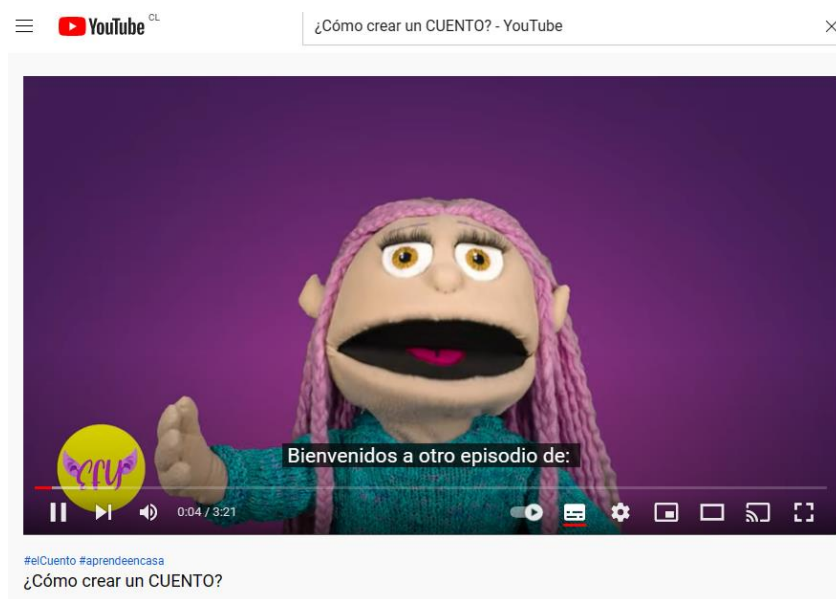 YouTube CL
¿Cómo crear un CUENTO? - YouTube
Bienvenidos a otro episodio de:
0:04 / 3:21
#elCuento #aprendeencasa
¿Cómo crear un CUENTO?